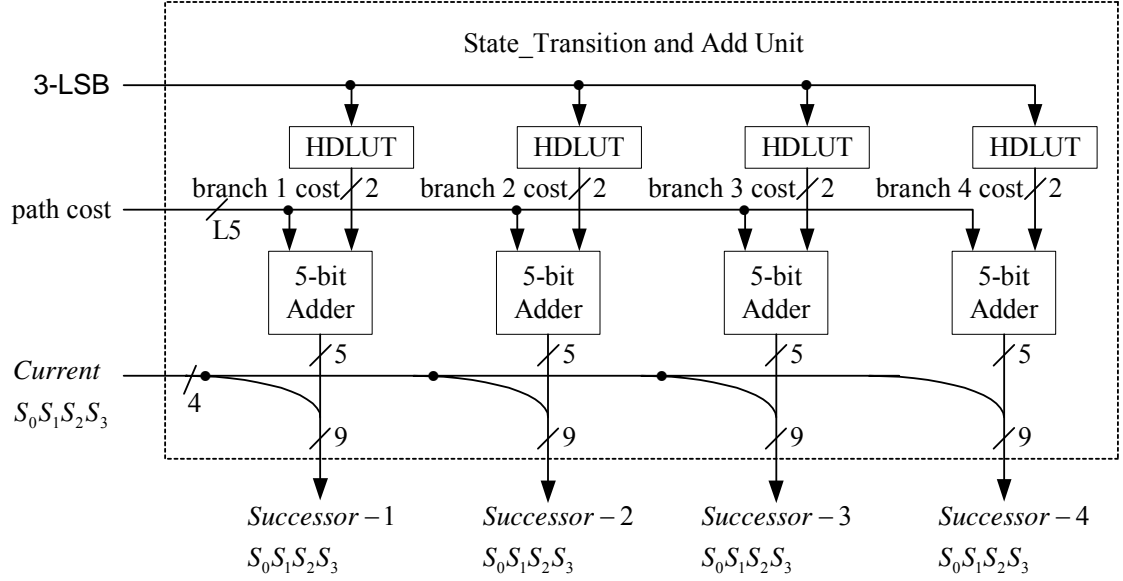 State_Transition and Add Unit
3-LSB
HDLUT HDLUT HDLUT HDLUT
branch 1 cost 2 branch 2 cost 2 branch 3 cost 2 branch 4 cost 2
path cost
L5
5-bit Adder 5-bit Adder 5-bit Adder 5-bit Adder
5 5 5 5
Current
4
S₀S₁S₂S₃
9 9 9 9
Successor – 1 Successor – 2 Successor – 3 Successor – 4
S₀S₁S₂S₃ S₀S₁S₂S₃ S₀S₁S₂S₃ S₀S₁S₂S₃